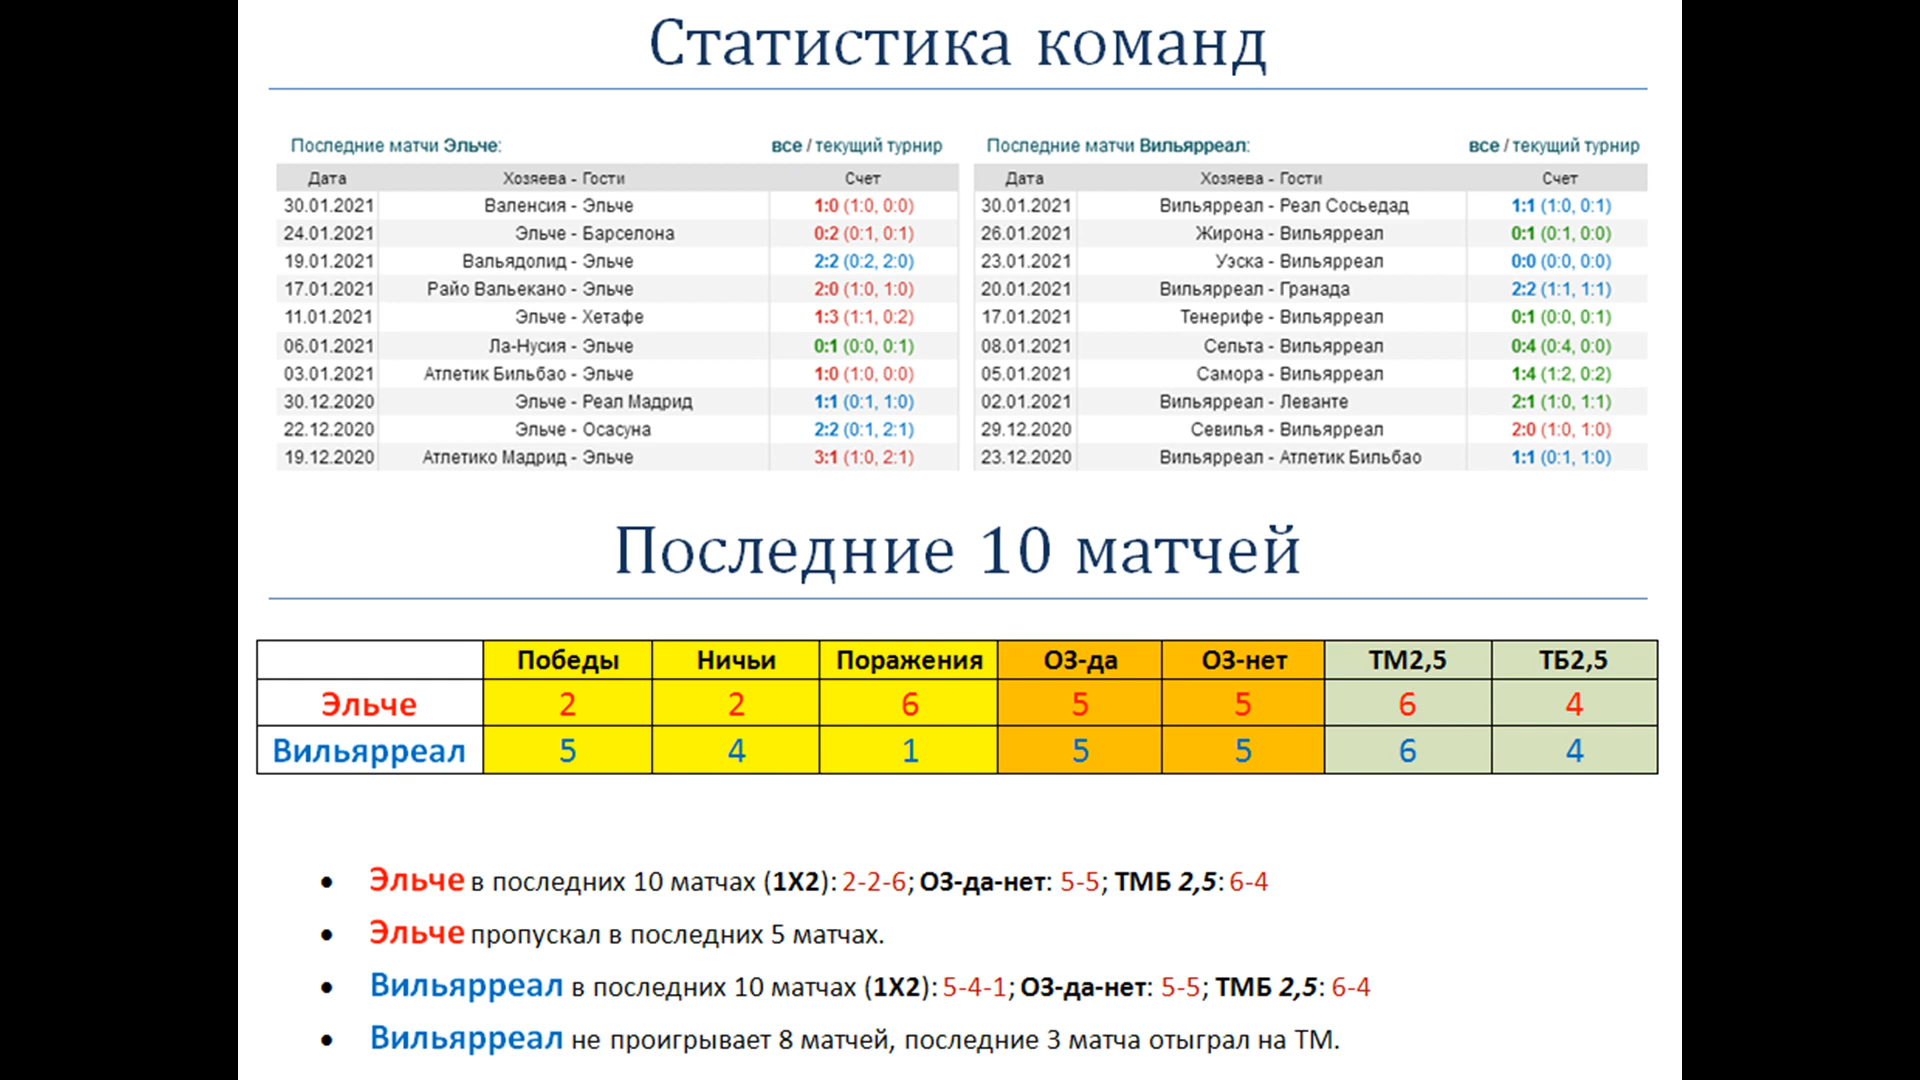 Статистика команд
Последние матчи Эльче: все / текущий турнир
Дата Хозяева - Гости Счет
30.01.2021 Валенсия - Эльче 1:0 (1:0, 0:0)
24.01.2021 Эльче - Барселона 0:2 (0:1, 0:1)
19.01.2021 Вальядолид - Эльче 2:2 (0:2, 2:0)
17.01.2021 Райо Вальекано - Эльче 2:0 (1:0, 1:0)
11.01.2021 Эльче - Хетафе 1:3 (1:1, 0:2)
06.01.2021 Ла-Нусия - Эльче 0:1 (0:0, 0:1)
03.01.2021 Атлетик Бильбао - Эльче 1:0 (1:0, 0:0)
30.12.2020 Эльче - Реал Мадрид 1:1 (0:1, 1:0)
22.12.2020 Эльче - Осасуна 2:2 (0:1, 2:1)
19.12.2020 Атлетико Мадрид - Эльче 3:1 (1:0, 2:1)
Последние матчи Вильярреал: все / текущий турнир
Дата Хозяева - Гости Счет
30.01.2021 Вильярреал - Реал Сосьедад 1:1 (1:0, 0:1)
26.01.2021 Жирона - Вильярреал 0:1 (0:1, 0:0)
23.01.2021 Уэска - Вильярреал 0:0 (0:0, 0:0)
20.01.2021 Вильярреал - Гранада 2:2 (1:1, 1:1)
17.01.2021 Тенерифе - Вильярреал 0:1 (0:0, 0:1)
08.01.2021 Сельта - Вильярреал 0:4 (0:4, 0:0)
05.01.2021 Самора - Вильярреал 1:4 (1:2, 0:2)
02.01.2021 Вильярреал - Леванте 2:1 (1:0, 1:1)
29.12.2020 Севилья - Вильярреал 2:0 (1:0, 1:0)
23.12.2020 Вильярреал - Атлетик Бильбао 1:1 (0:1, 1:0)
Последние 10 матчей
Победы Ничьи Поражения ОЗ-да ОЗ-нет ТМ2,5 ТБ2,5
Эльче 2 2 6 5 5 6 4
Вильярреал 5 4 1 5 5 6 4
• Эльче в последних 10 матчах (1Х2): 2-2-6; ОЗ-да-нет: 5-5; ТМБ 2,5: 6-4
• Эльче пропускал в последних 5 матчах.
• Вильярреал в последних 10 матчах (1Х2): 5-4-1; ОЗ-да-нет: 5-5; ТМБ 2,5: 6-4
• Вильярреал не проигрывает 8 матчей, последние 3 матча отыграл на ТМ.